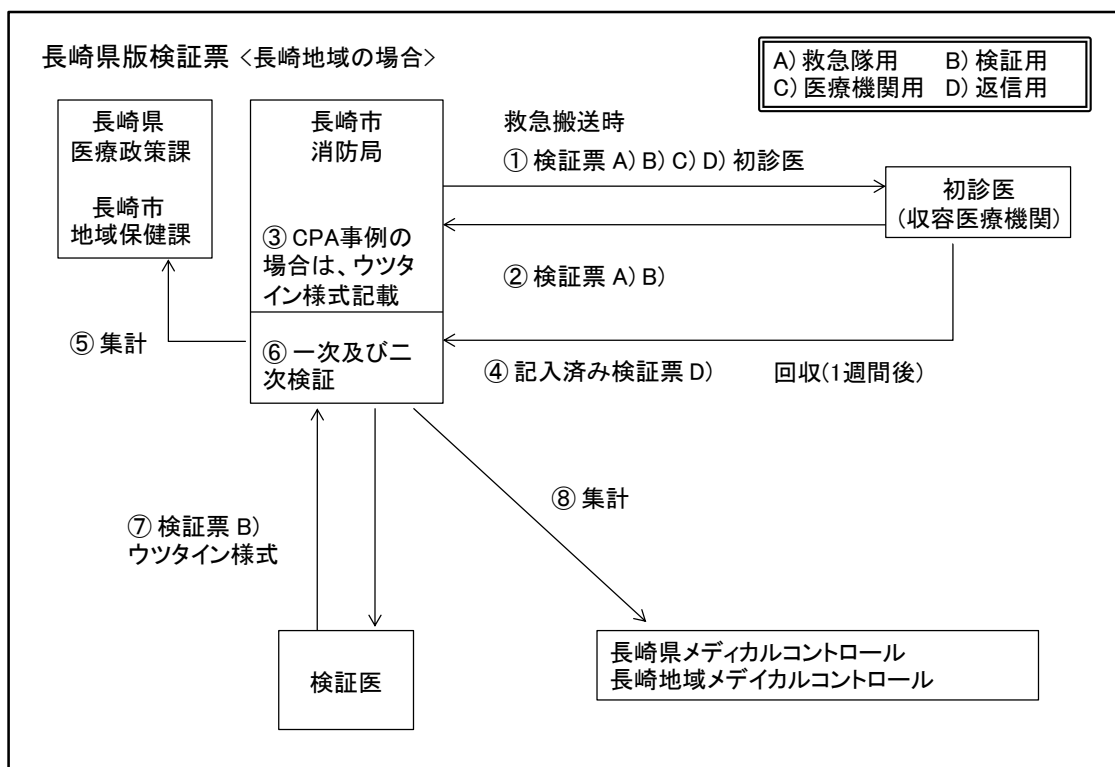 長崎県版検証票 <長崎地域の場合>
A) 救急隊用 B) 検証用
C) 医療機関用 D) 返信用
長崎県
医療政策課
長崎市
地域保健課
長崎市
消防局
③ CPA事例の
場合は、ウツタ
イン様式記載
⑥ 一次及び二
次検証
救急搬送時
① 検証票 A) B) C) D) 初診医
初診医
(収容医療機関)
② 検証票 A) B)
④ 記入済み検証票 D) 回収(1週間後)
⑤ 集計
⑦ 検証票 B)
ウツタイン様式
⑧ 集計
検証医
長崎県メディカルコントロール
長崎地域メデイカルコントロール